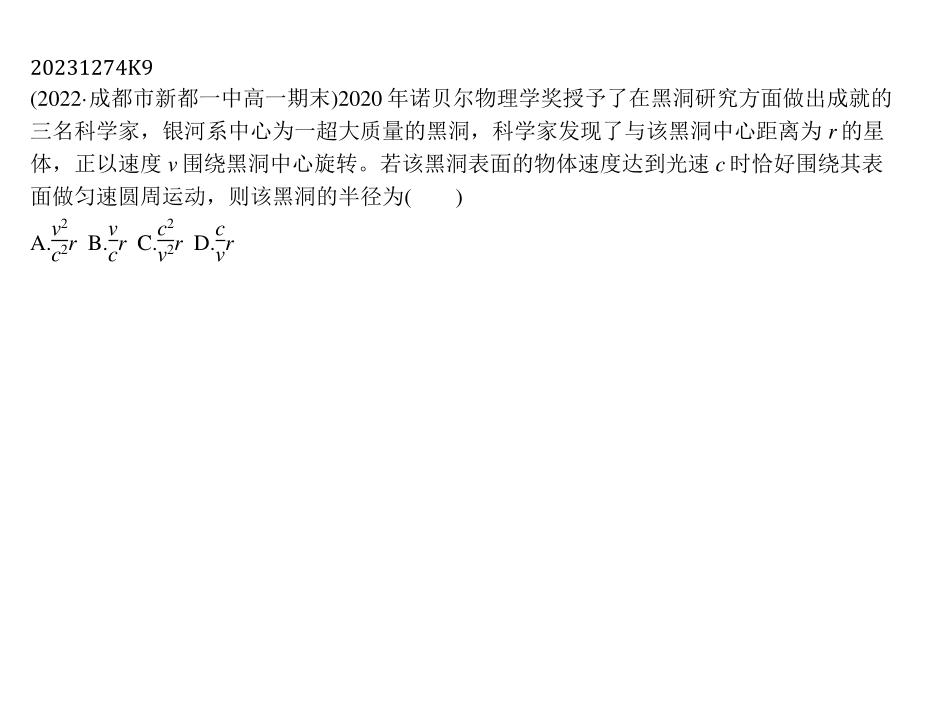 20231274K9
(2022·成都市新都一中高一期末)2020 年诺贝尔物理学奖授予了在黑洞研究方面做出成就的
三名科学家，银河系中心为一超大质量的黑洞，科学家发现了与该黑洞中心距离为 r 的星
体，正以速度 v 围绕黑洞中心旋转。若该黑洞表面的物体速度达到光速 c 时恰好围绕其表
面做匀速圆周运动，则该黑洞的半径为(　　)
A.\frac{v^2}{c^2}r B.\frac{v}{c}r C.\frac{c^2}{v^2}r D.\frac{c}{v}r